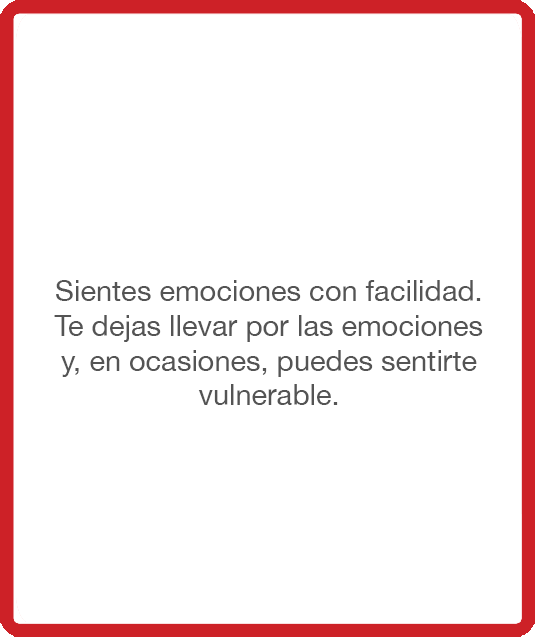 Sientes emociones con facilidad.
Te dejas llevar por las emociones
y, en ocasiones, puedes sentirte
vulnerable.